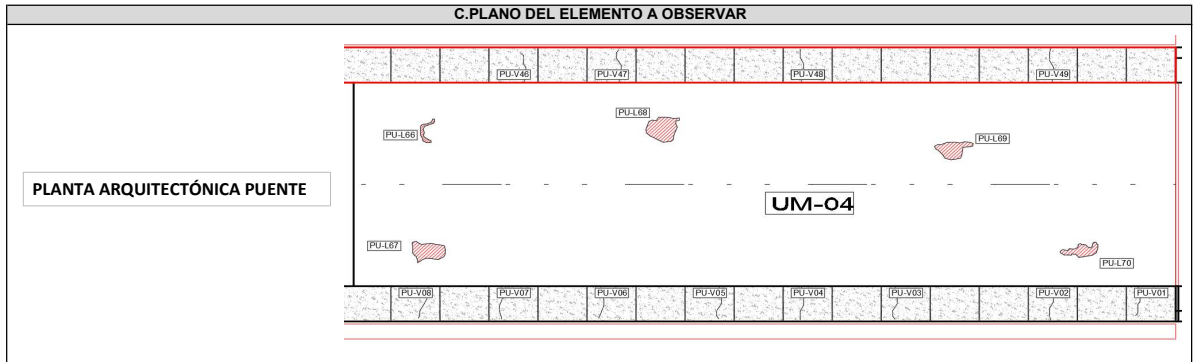 C.PLANO DEL ELEMENTO A OBSERVAR
PU-V46 PU-V47 PU-V48 PU-V49
PU-L68
PU-L66
PU-L69
PLANTA ARQUITECTÓNICA PUENTE
UM-04
PU-L67
PU-L70
PU-V08 PU-V07 PU-V06 PU-V05 PU-V04 PU-V03 PU-V02 PU-V01